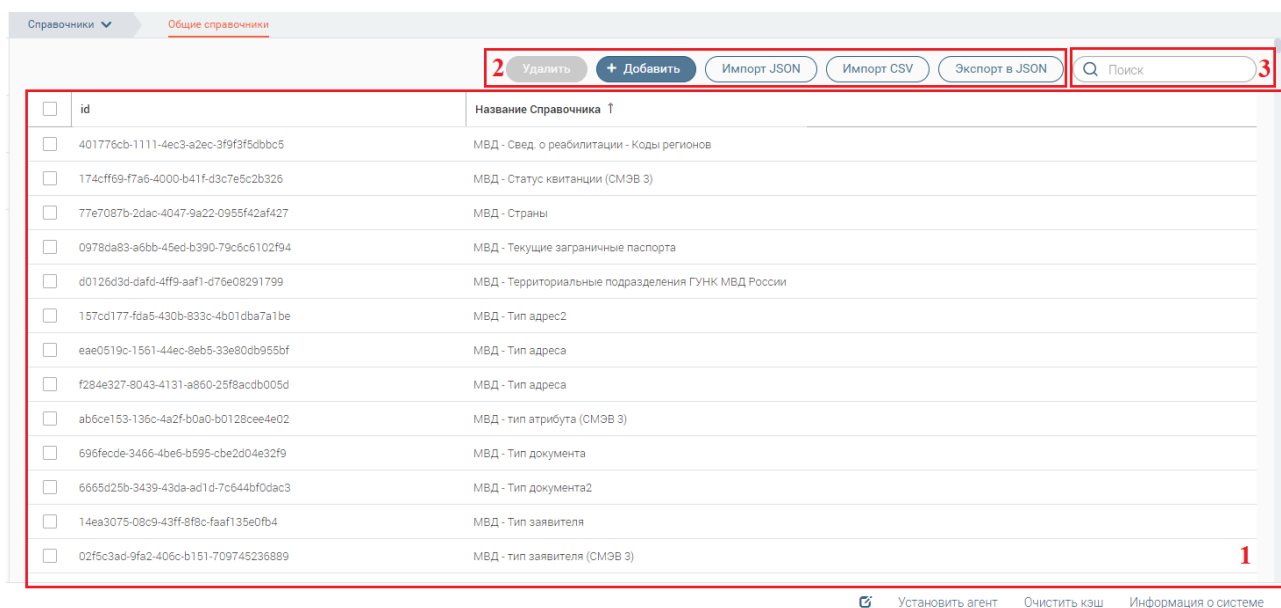 Справочники Общие справочники
2 Удалить + Добавить Импорт JSON Импорт CSV Экспорт в JSON Поиск 3
id Название Справочника ↑
401776cb-1111-4ec3-a2ec-3f9f3f5dbbc5 МВД - Свед. о реабилитации - Коды регионов
174cff69-f7a6-4000-b41f-d3c7e5c2b326 МВД - Статус квитанции (СМЭВ 3)
77e7087b-2dac-4047-9a22-0955f42af427 МВД - Страны
0978da83-a6bb-45ed-b390-79c6c6102f94 МВД - Текущие заграничные паспорта
d0126d3d-dafd-4ff9-aaf1-d76e08291799 МВД - Территориальные подразделения ГУНК МВД России
157cd177-fda5-430b-833c-4b01dba7a1be МВД - Тип адрес2
eae0519c-1561-44ec-8eb5-33e80db955bf МВД - Тип адреса
f284e327-8043-4131-a860-25f8acdb005d МВД - Тип адреса
ab6ce153-136c-4a2f-b0a0-b0128cee4e02 МВД - тип атрибута (СМЭВ 3)
696fecde-3466-4be6-b595-cbe2d04e32f9 МВД - Тип документа
6665d25b-3439-43da-ad1d-7c644bf0dac3 МВД - Тип документа2
14ea3075-08c9-43ff-8f8c-faaf135e0fb4 МВД - Тип заявителя
02f5c3ad-9fa2-406c-b151-709745236889 МВД - тип заявителя (СМЭВ 3) 1
Установить агент Очистить кэш Информация о системе